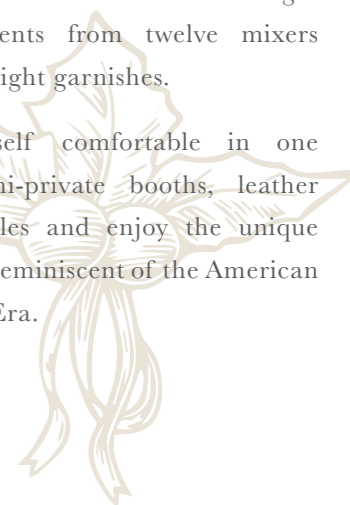 ents from twelve mixers
ight garnishes.
self comfortable in one
ni-private booths, leather
les and enjoy the unique
eminiscent of the American
Era.